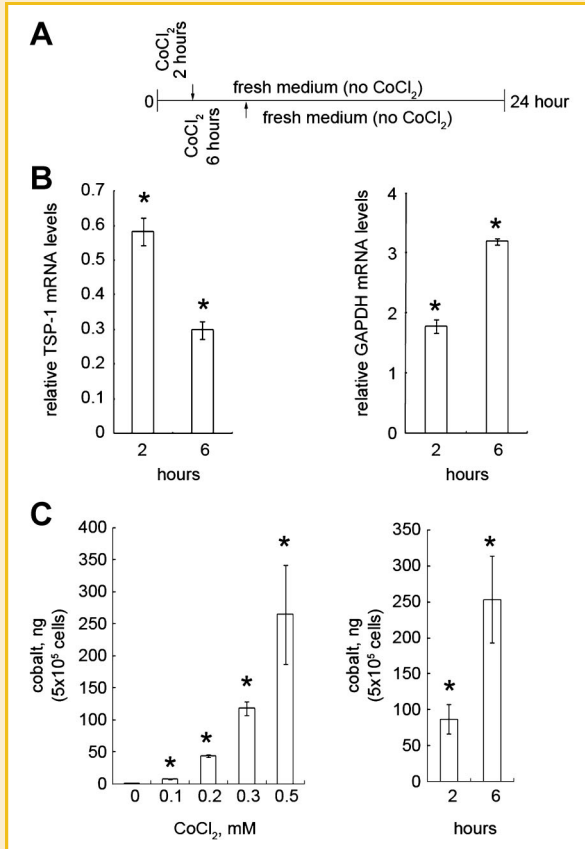 A
CoCl2
2 hours
fresh medium (no CoCl2)
0
24 hour
CoCl2
6 hours
fresh medium (no CoCl2)
B
relative TSP-1 mRNA levels
0.7
0.6
0.5
0.4
0.3
0.2
0.1
0
*
*
2 6
hours
relative GAPDH mRNA levels
4
3
2
1
0
*
*
2 6
hours
C
cobalt, ng
(5x10⁵ cells)
400
350
300
250
200
150
100
50
0
*
*
*
*
0 0.1 0.2 0.3 0.5
CoCl2, mM
cobalt, ng
(5x10⁵ cells)
350
300
250
200
150
100
50
0
*
*
2 6
hours